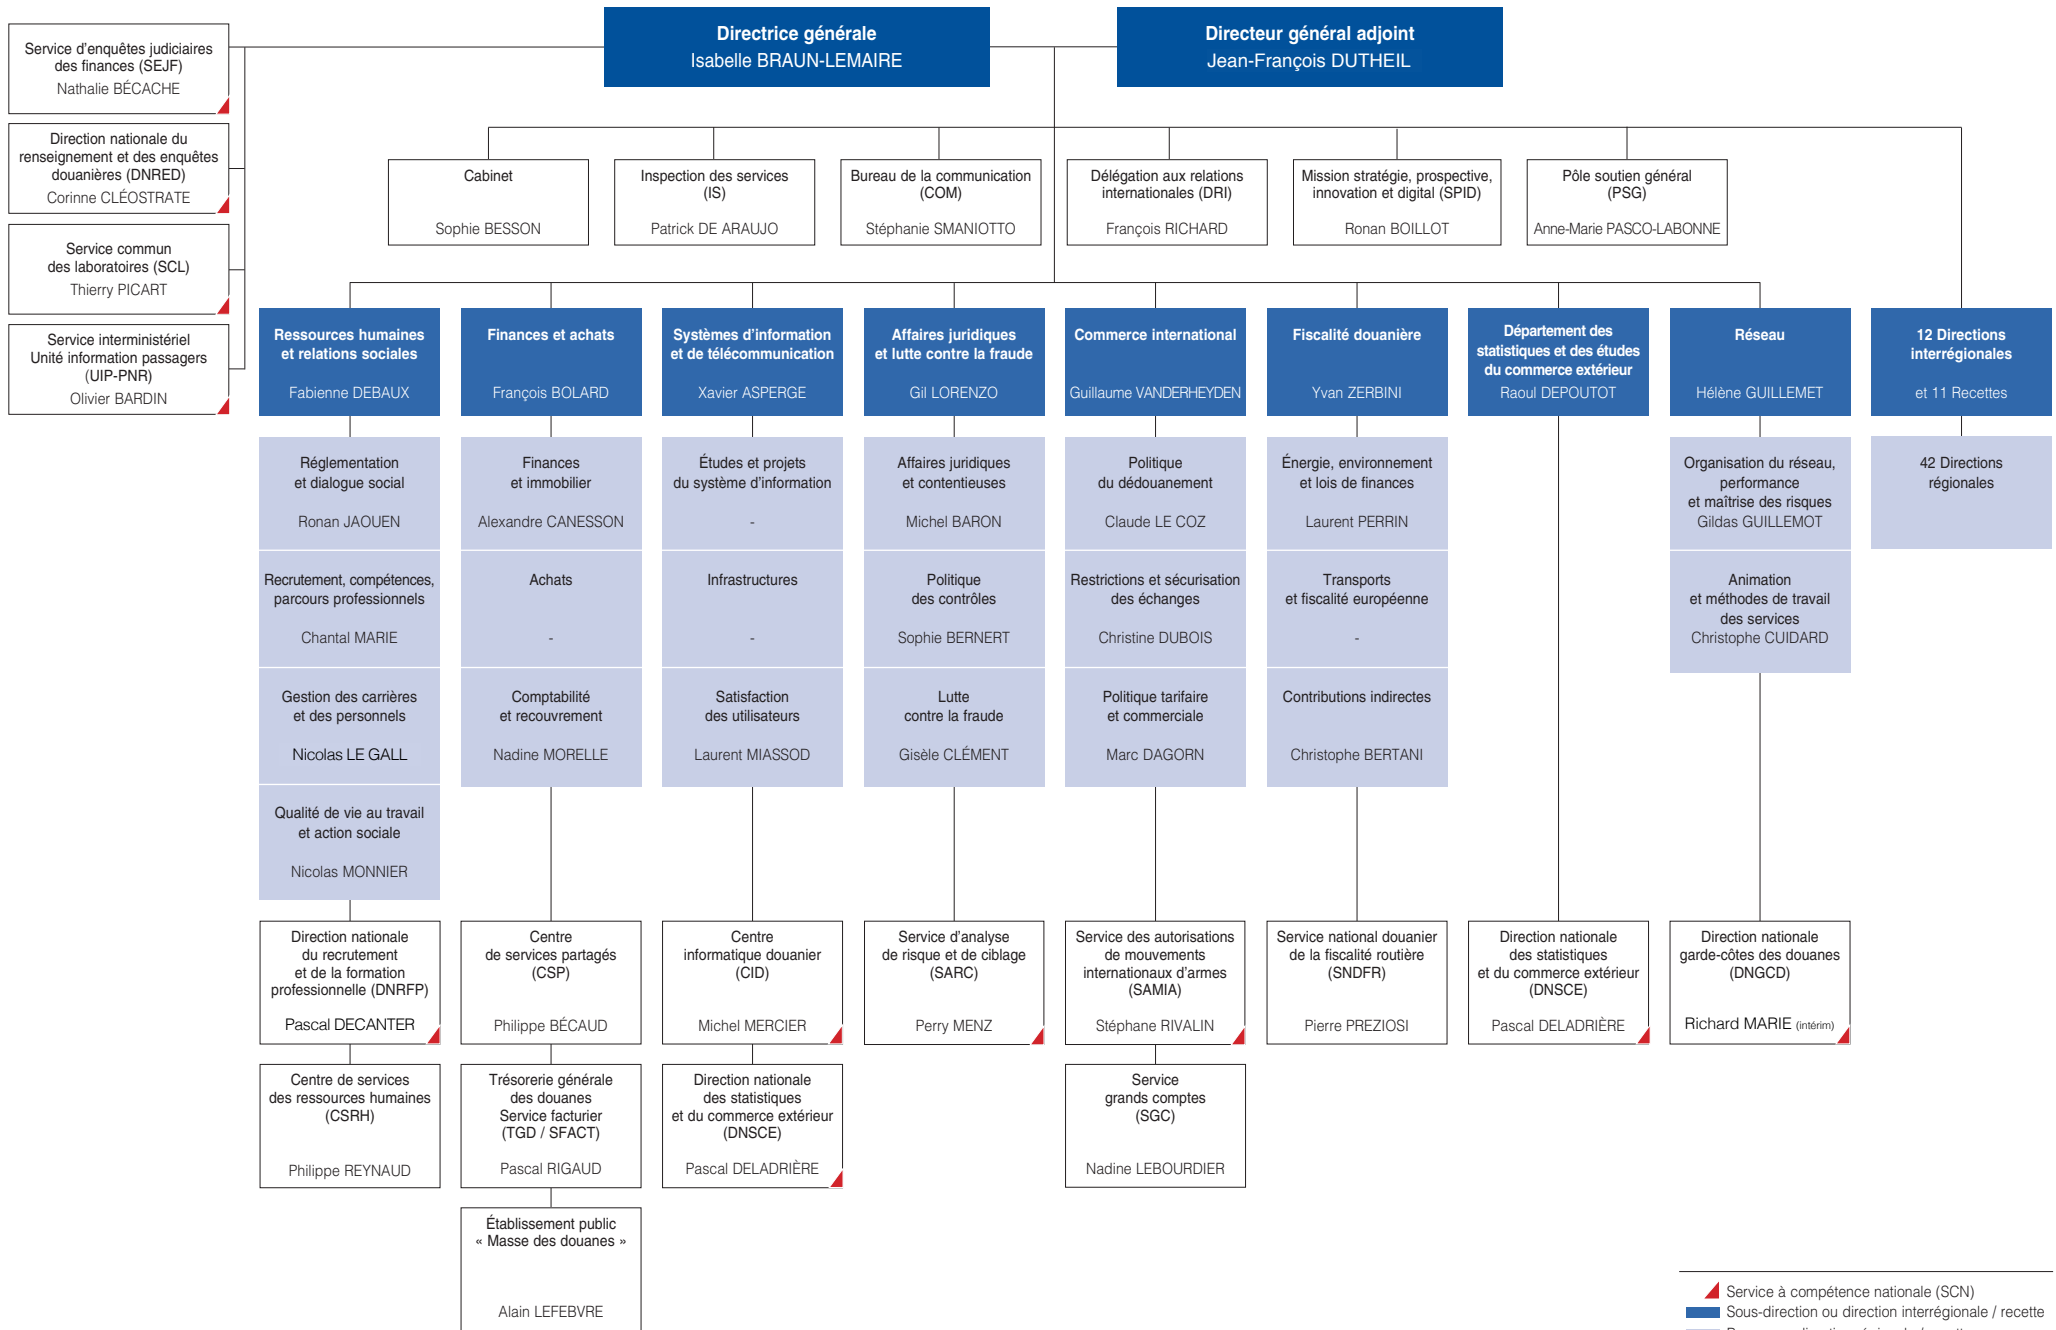 Directrice générale
Isabelle BRAUN-LEMAIRE
Directeur général adjoint
Jean-François DUTHEIL
Service d'enquêtes judiciaires
des finances (SEJF)
Nathalie BÉCACHE
Direction nationale du
renseignement et des enquêtes
douanières (DNRED)
Corinne CLÉOSTRATE
Service commun
des laboratoires (SCL)
Thierry PICART
Service interministériel
Unité information passagers
(UIP-PNR)
Olivier BARDIN
Cabinet
Sophie BESSON
Inspection des services
(IS)
Patrick DE ARAUJO
Bureau de la communication
(COM)
Stéphanie SMANIOTTO
Délégation aux relations
internationales (DRI)
François RICHARD
Mission stratégie, prospective,
innovation et digital (SPID)
Ronan BOILLOT
Pôle soutien général
(PSG)
Anne-Marie PASCO-LABONNE
Ressources humaines
et relations sociales
Fabienne DEBAUX
Réglementation
et dialogue social
Ronan JAOUEN
Recrutement, compétences,
parcours professionnels
Chantal MARIE
Gestion des carrières
et des personnels
Nicolas LE GALL
Qualité de vie au travail
et action sociale
Nicolas MONNIER
Direction nationale
du recrutement
et de la formation
professionnelle (DNRFP)
Pascal DECANTER
Centre de services
des ressources humaines
(CSRH)
Philippe REYNAUD
Finances et achats
François BOLARD
Finances
et immobilier
Alexandre CANESSON
Achats
-
Comptabilité
et recouvrement
Nadine MORELLE
Centre
de services partagés
(CSP)
Philippe BÉCAUD
Trésorerie générale
des douanes
Service facturier
(TGD / SFACT)
Pascal RIGAUD
Établissement public
« Masse des douanes »
Alain LEFEBVRE
Systèmes d'information
et de télécommunication
Xavier ASPERGE
Études et projets
du système d'information
-
Infrastructures
-
Satisfaction
des utilisateurs
Laurent MIASSOD
Centre
informatique douanier
(CID)
Michel MERCIER
Direction nationale
des statistiques
et du commerce extérieur
(DNSCE)
Pascal DELADRIÈRE
Affaires juridiques
et lutte contre la fraude
Gil LORENZO
Affaires juridiques
et contentieuses
Michel BARON
Politique
des contrôles
Sophie BERNERT
Lutte
contre la fraude
Gisèle CLÉMENT
Service d'analyse
de risque et de ciblage
(SARC)
Perry MENZ
Commerce international
Guillaume VANDERHEYDEN
Politique
du dédouanement
Claude LE COZ
Restrictions et sécurisation
des échanges
Christine DUBOIS
Politique tarifaire
et commerciale
Marc DAGORN
Service des autorisations
de mouvements
internationaux d'armes
(SAMIA)
Stéphane RIVALIN
Service
grands comptes
(SGC)
Nadine LEBOURDIER
Fiscalité douanière
Yvan ZERBINI
Énergie, environnement
et lois de finances
Laurent PERRIN
Transports
et fiscalité européenne
-
Contributions indirectes
Christophe BERTANI
Service national douanier
de la fiscalité routière
(SNDFR)
Pierre PREZIOSI
Département des
statistiques et des études
du commerce extérieur
Raoul DEPOUTOT
Direction nationale
des statistiques
et du commerce extérieur
(DNSCE)
Pascal DELADRIÈRE
Réseau
Hélène GUILLEMET
Organisation du réseau,
performance
et maîtrise des risques
Gildas GUILLEMOT
Animation
et méthodes de travail
des services
Christophe CUIDARD
Direction nationale
garde-côtes des douanes
(DNGCD)
Richard MARIE (intérim)
12 Directions
interrégionales
et 11 Recettes
42 Directions
régionales
Service à compétence nationale (SCN)
Sous-direction ou direction interrégionale / recette